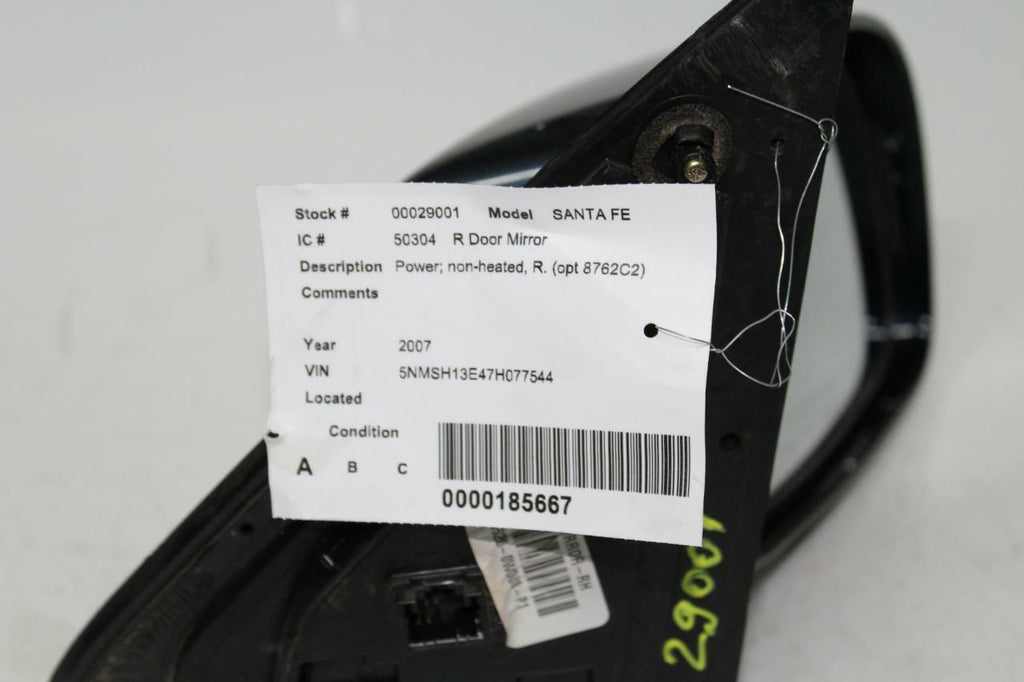 Stock # 00029001 Model SANTA FE
IC # 50304 R Door Mirror
Description Power; non-heated, R. (opt 8762C2)
Comments
Year 2007
VIN 5NMSH13E47H077544
Located
Condition
A B C
0000185667
-RH
29001